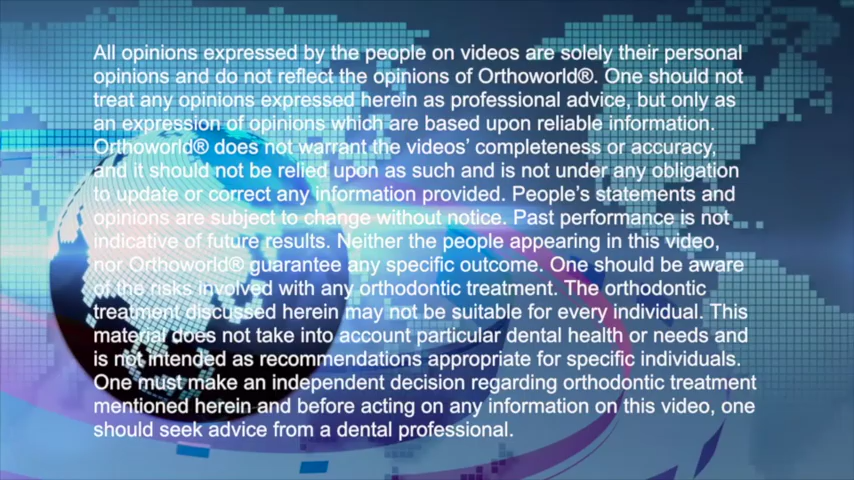 All opinions expressed by the people on videos are solely their personal
opinions and do not reflect the opinions of Orthoworld®. One should not
treat any opinions expressed herein as professional advice, but only as
an expression of opinions which are based upon reliable information.
Orthoworld® does not warrant the videos' completeness or accuracy,
and it should not be relied upon as such and is not under any obligation
to update or correct any information provided. People's statements and
opinions are subject to change without notice. Past performance is not
indicative of future results. Neither the people appearing in this video,
nor Orthoworld® guarantee any specific outcome. One should be aware
of the risks involved with any orthodontic treatment. The orthodontic
treatment discussed herein may not be suitable for every individual. This
material does not take into account particular dental health or needs and
is not intended as recommendations appropriate for specific individuals.
One must make an independent decision regarding orthodontic treatment
mentioned herein and before acting on any information on this video, one
should seek advice from a dental professional.